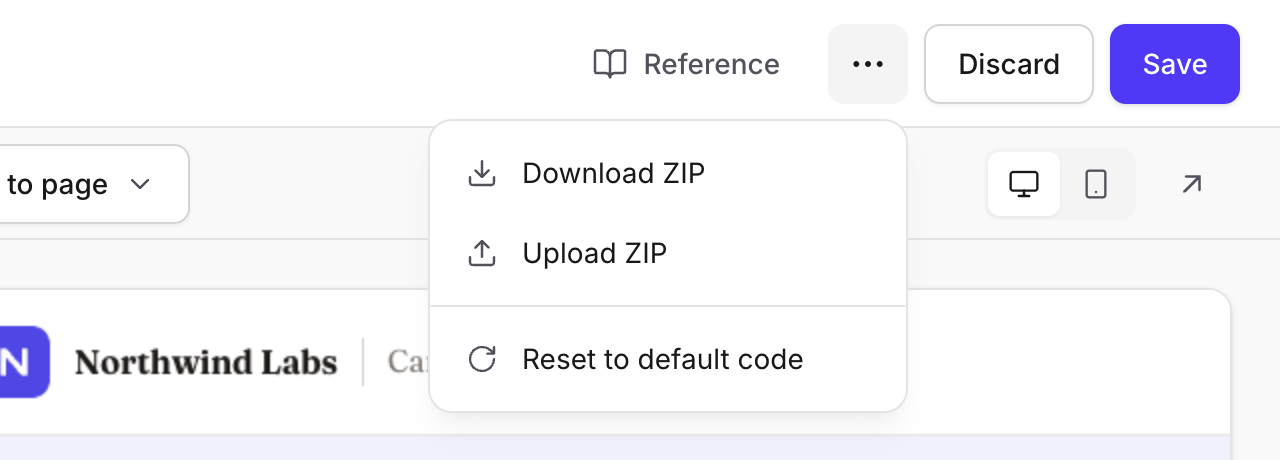 Reference
Discard
Save
to page
Download ZIP
Upload ZIP
Reset to default code
N
Northwind Labs